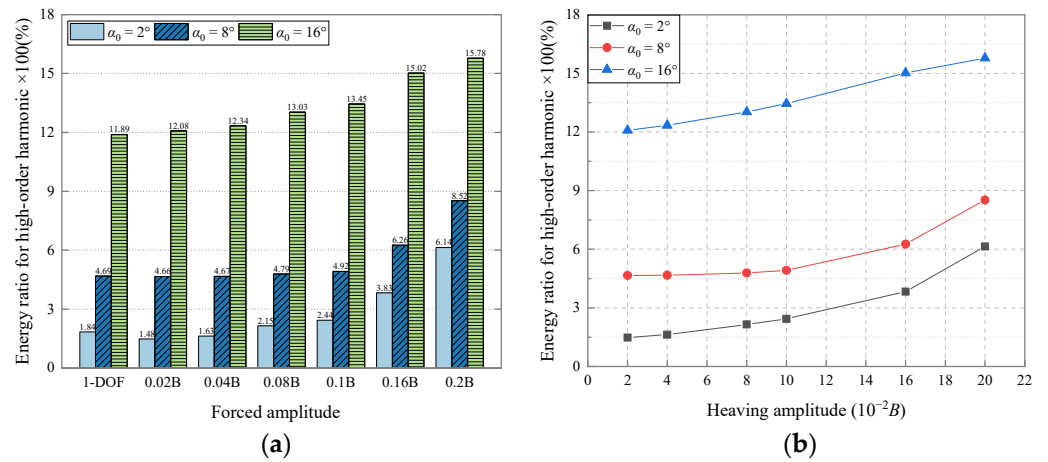 Energy ratio for high-order harmonic ×100(%)
18
15
12
9
6
3
0
α₀ = 2° α₀ = 8° α₀ = 16°
1.84 4.69 11.89
1.48 4.66 12.08
1.63 4.67 12.34
2.15 4.79 13.03
2.44 4.92 13.45
3.83 6.26 15.02
6.14 8.52 15.78
1-DOF 0.02B 0.04B 0.08B 0.1B 0.16B 0.2B
Forced amplitude
(a)
Energy ratio for high-order harmonic ×100(%)
18
15
12
9
6
3
0
α₀ = 2°
α₀ = 8°
α₀ = 16°
0 2 4 6 8 10 12 14 16 18 20 22
Heaving amplitude (10⁻²B)
(b)